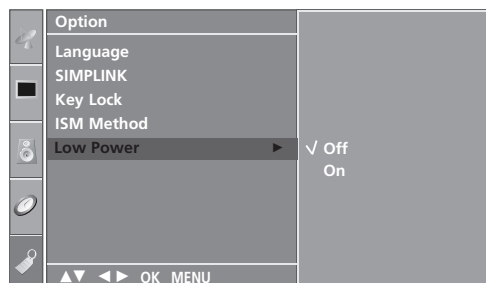 Option
Language
SIMPLINK
Key Lock
ISM Method
Low Power ►
√ Off
On
▲▼ ◄► OK MENU